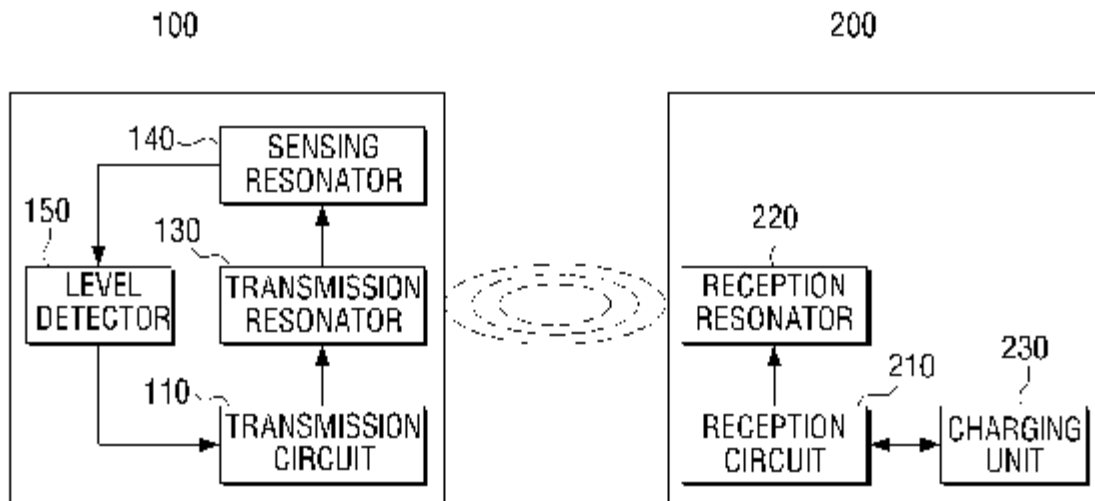 100
200
140
SENSING
RESONATOR
150
LEVEL
DETECTOR
130
TRANSMISSION
RESONATOR
110
TRANSMISSION
CIRCUIT
220
RECEPTION
RESONATOR
210
RECEPTION
CIRCUIT
230
CHARGING
UNIT